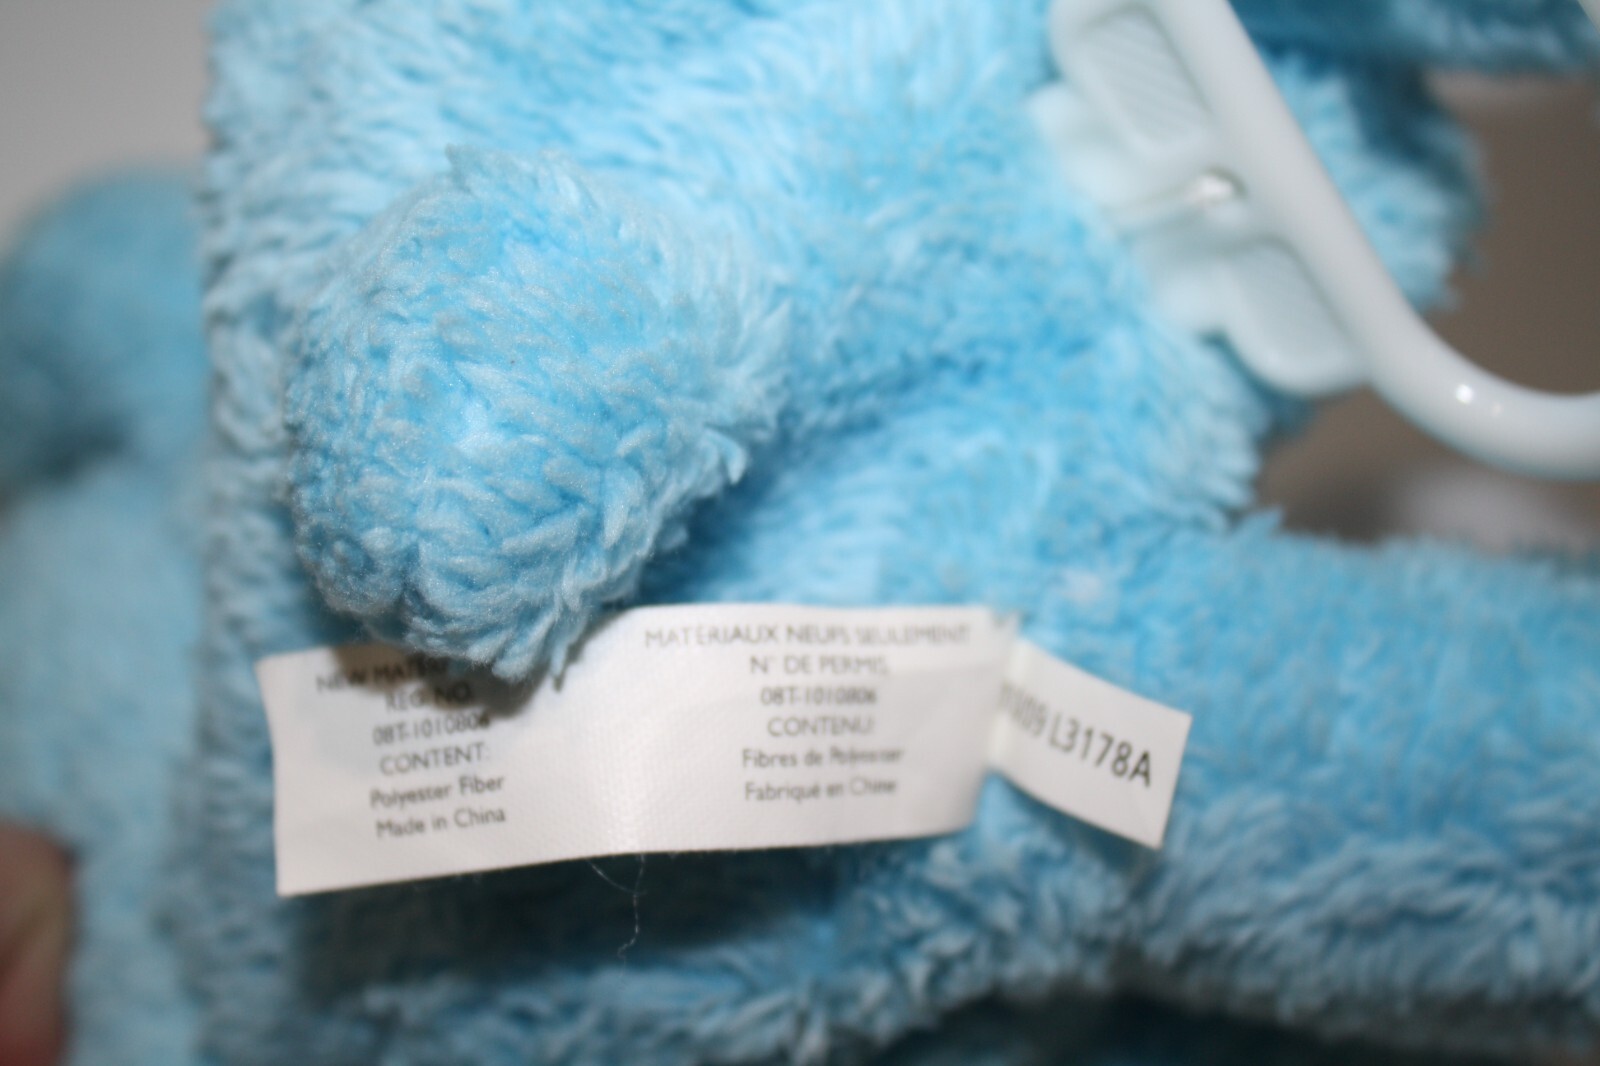 NEW
REG. NO.
08T-1010806
CONTENT:
Polyester Fiber
Made in China
MATÉRIAUX NEUFS SEULEMENT
N° DE PERMIS
08T-1010806
CONTENU:
Fibres de Polyester
Fabriqué en Chine
L3178A